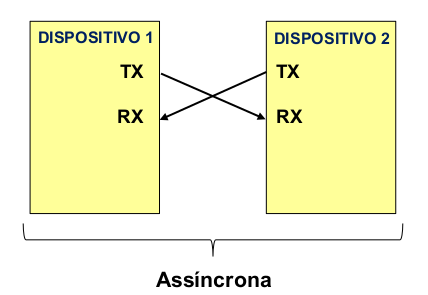 DISPOSITIVO 1
TX
RX
DISPOSITIVO 2
TX
RX
Assíncrona